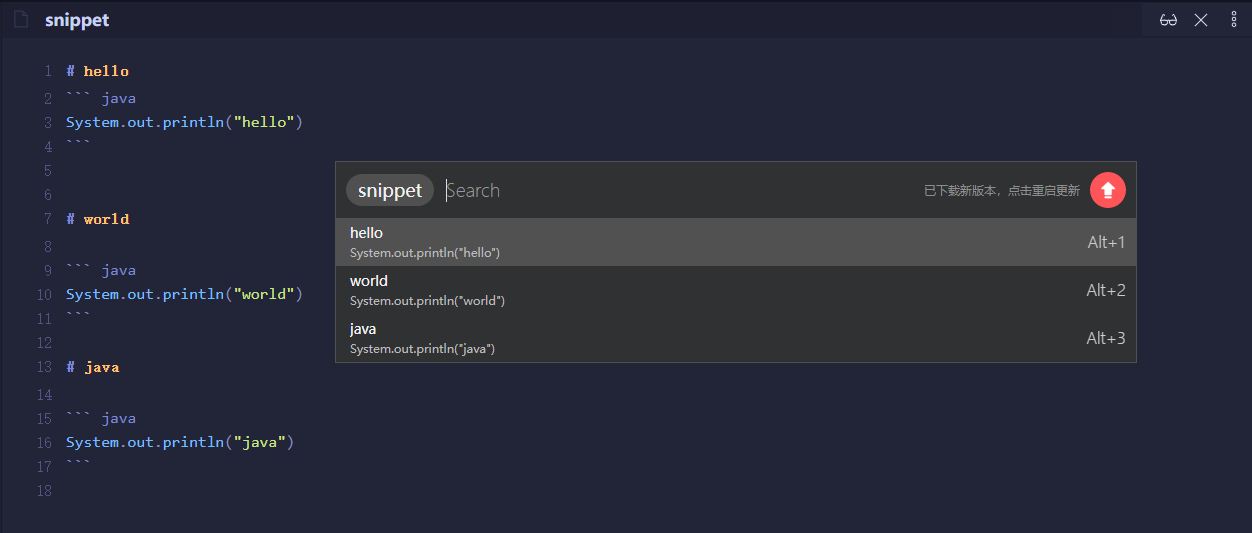 snippet
1 # hello
2 ``` java
3 System.out.println("hello")
4 ```
5
6
7 # world
8
9 ``` java
10 System.out.println("world")
11 ```
12
13 # java
14
15 ``` java
16 System.out.println("java")
17 ```
18
snippet Search 已下载新版本，点击重启更新
hello
System.out.println("hello")
Alt+1
world
System.out.println("world")
Alt+2
java
System.out.println("java")
Alt+3